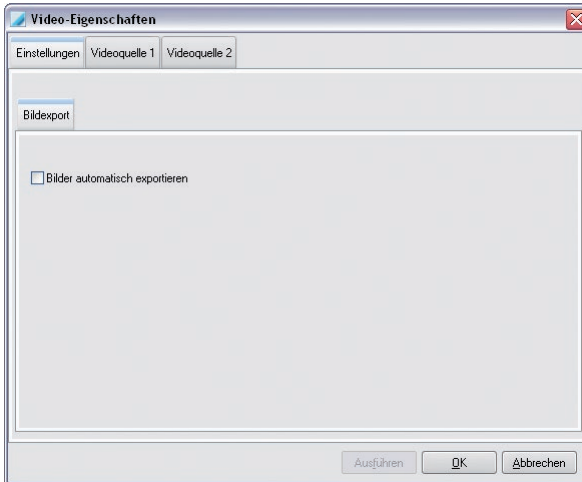 Video-Eigenschaften
Einstellungen Videoquelle 1 Videoquelle 2
Bildexport
Bilder automatisch exportieren
Ausführen OK Abbrechen